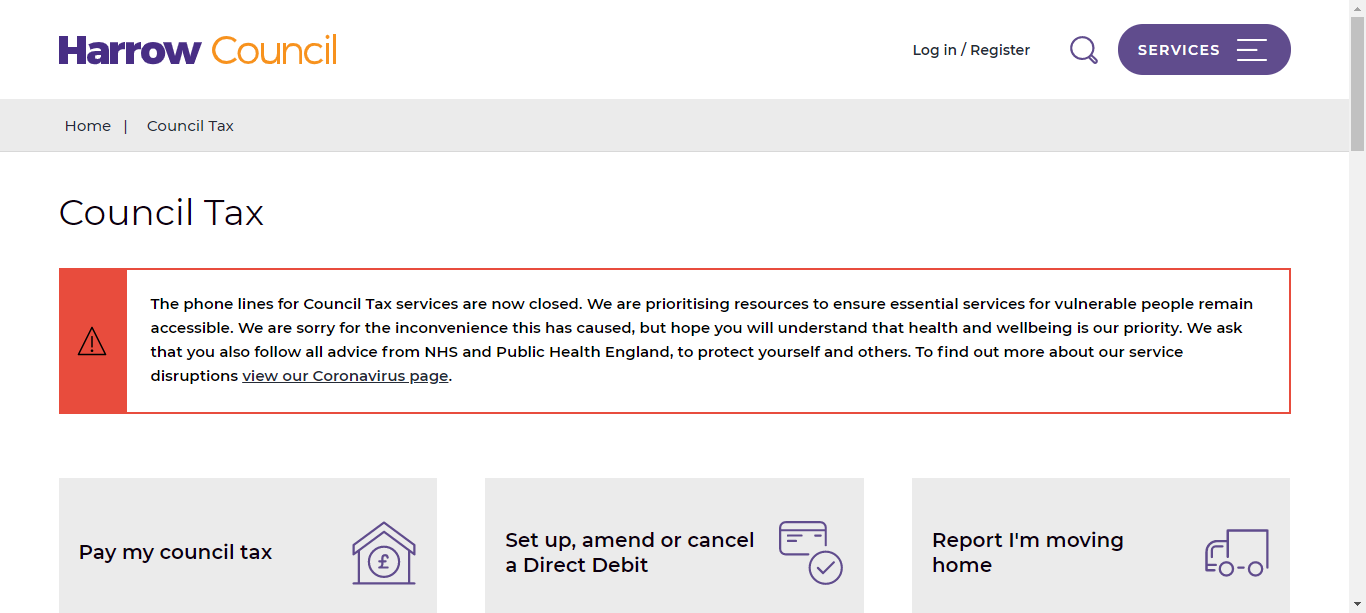 Harrow Council
Log in / Register
SERVICES
Home | Council Tax
Council Tax
The phone lines for Council Tax services are now closed. We are prioritising resources to ensure essential services for vulnerable people remain
accessible. We are sorry for the inconvenience this has caused, but hope you will understand that health and wellbeing is our priority. We ask
that you also follow all advice from NHS and Public Health England, to protect yourself and others. To find out more about our service
disruptions view our Coronavirus page.
Pay my council tax
£
Set up, amend or cancel
a Direct Debit
Report I'm moving
home